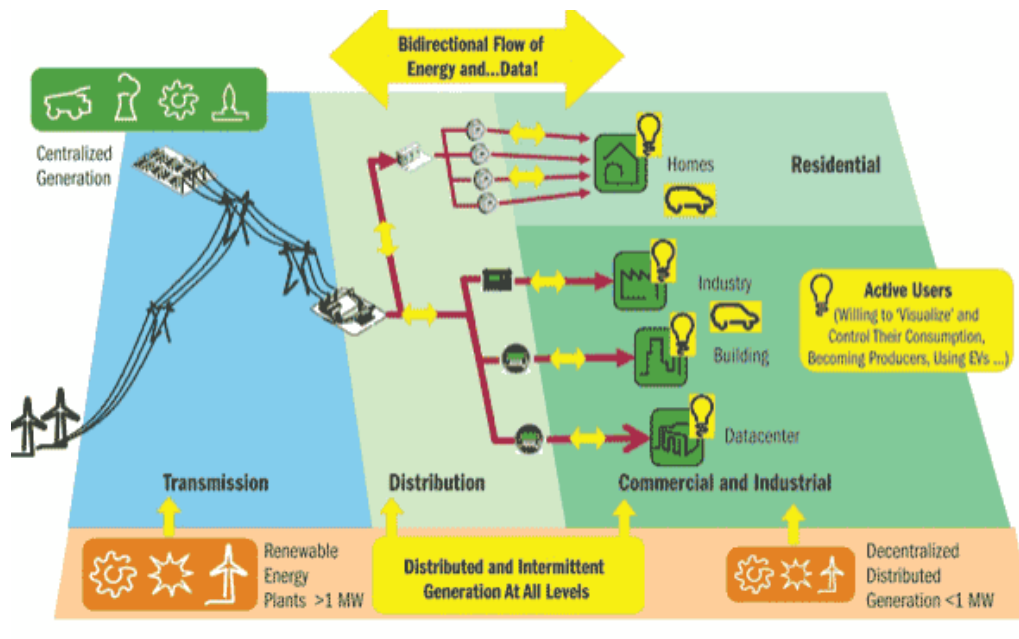 Bidirectional Flow of
Energy and...Data!
Centralized
Generation
Homes
Residential
Industry
Building
Datacenter
Active Users
(Willing to 'Visualize' and
Control Their Consumption,
Becoming Producers, Using EVs ...)
Transmission
Distribution
Commercial and Industrial
Renewable
Energy
Plants >1 MW
Distributed and Intermittent
Generation At All Levels
Decentralized
Distributed
Generation <1 MW